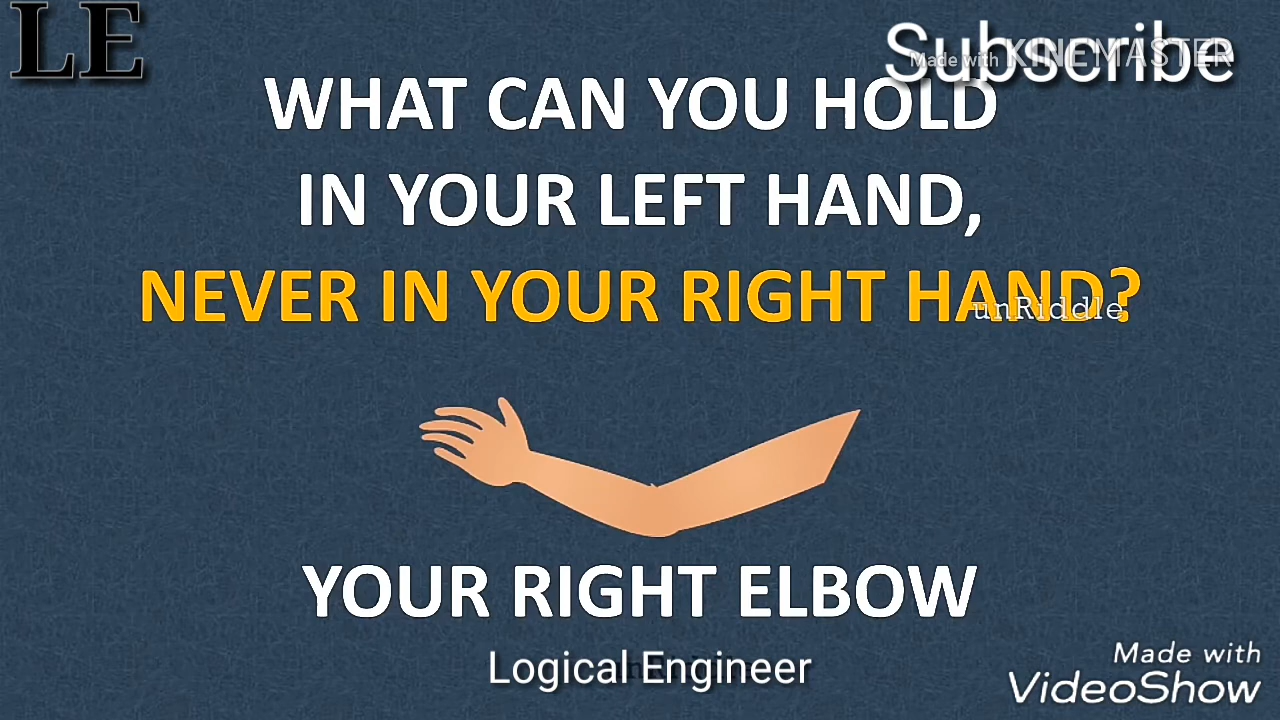 LE
Subscribe
Made with KINEMASTER
WHAT CAN YOU HOLD
IN YOUR LEFT HAND,
NEVER IN YOUR RIGHT HAND?
unRiddle
YOUR RIGHT ELBOW
Logical Engineer
Made with
VideoShow